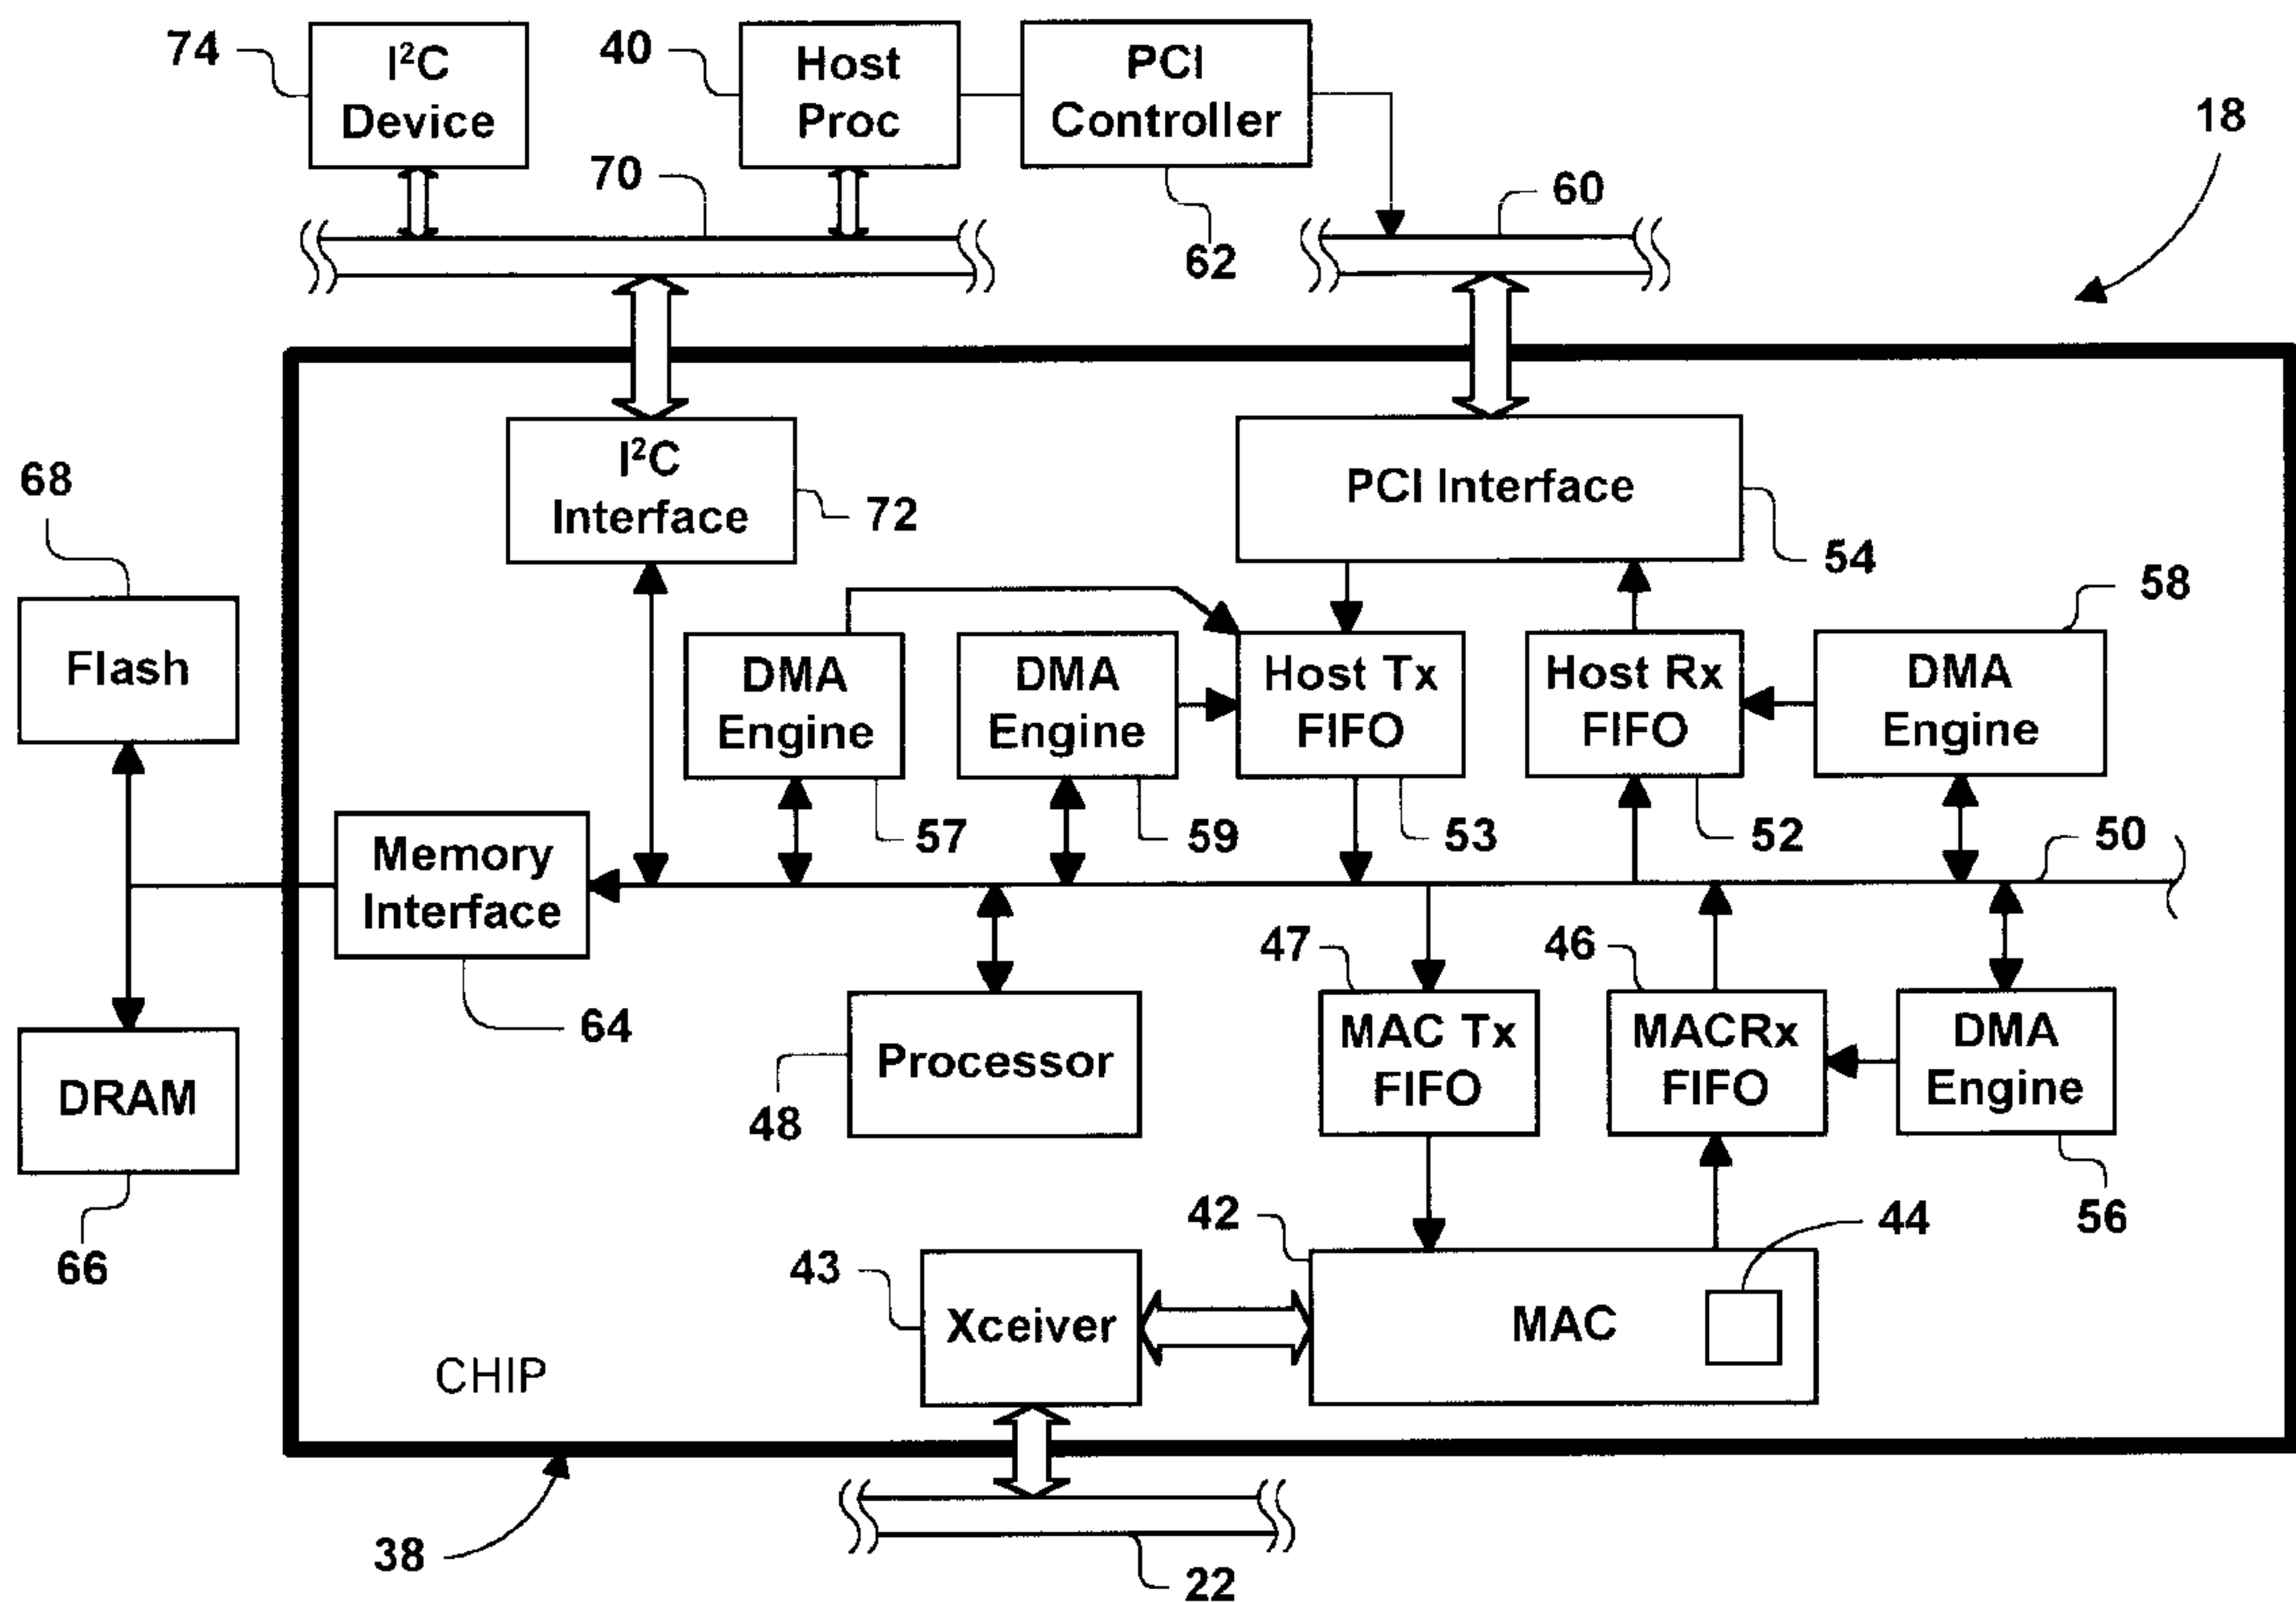 74
I²C
Device
40
Host
Proc
PCI
Controller
18
70
60
62
I²C
Interface
72
PCI Interface
54
68
Flash
58
DMA
Engine
DMA
Engine
Host Tx
FIFO
Host Rx
FIFO
DMA
Engine
57
59
53
52
50
Memory
Interface
64
47
46
Processor
48
MAC Tx
FIFO
MACRx
FIFO
DMA
Engine
DRAM
66
42
44
56
43
Xceiver
MAC
CHIP
38
22